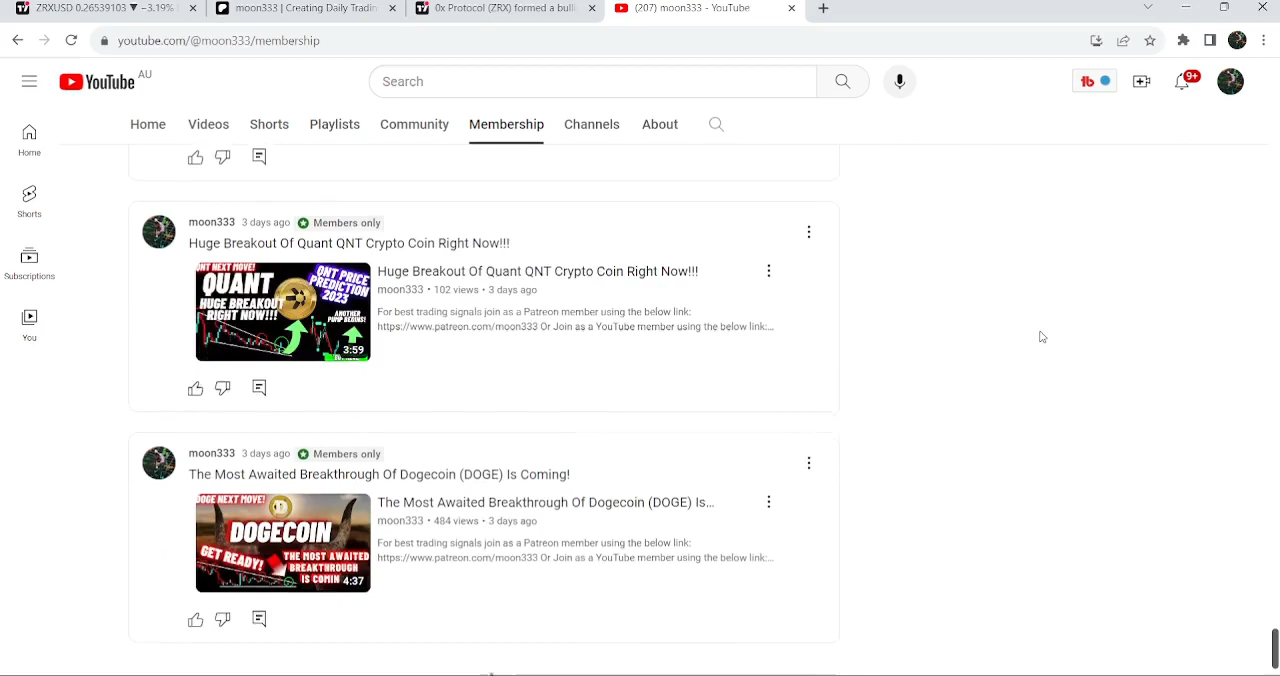 ZRXUSD 0.26539103 ▼ −3.19%
moon333 | Creating Daily Tradin
0x Protocol (ZRX) formed a bull
(207) moon333 - YouTube
youtube.com/@moon333/membership
YouTube AU
Search
9+
Home Videos Shorts Playlists Community Membership Channels About
Home
Shorts
Subscriptions
You
moon333 3 days ago Members only
Huge Breakout Of Quant QNT Crypto Coin Right Now!!!
QNT NEXT MOVE!
QUANT
HUGE BREAKOUT
RIGHT NOW!!!
QNT PRICE
PREDICTION
2023
ANOTHER
PUMP BEGINS!
3:59
Huge Breakout Of Quant QNT Crypto Coin Right Now!!!
moon333 • 102 views • 3 days ago
For best trading signals join as a Patreon member using the below link:
https://www.patreon.com/moon333 Or Join as a YouTube member using the below link:...
moon333 3 days ago Members only
The Most Awaited Breakthrough Of Dogecoin (DOGE) Is Coming!
DOGE NEXT MOVE!
DOGECOIN
GET READY!
THE MOST AWAITED
BREAKTHROUGH
IS COMIN
4:37
The Most Awaited Breakthrough Of Dogecoin (DOGE) Is...
moon333 • 484 views • 3 days ago
For best trading signals join as a Patreon member using the below link:
https://www.patreon.com/moon333 Or Join as a YouTube member using the below link:...